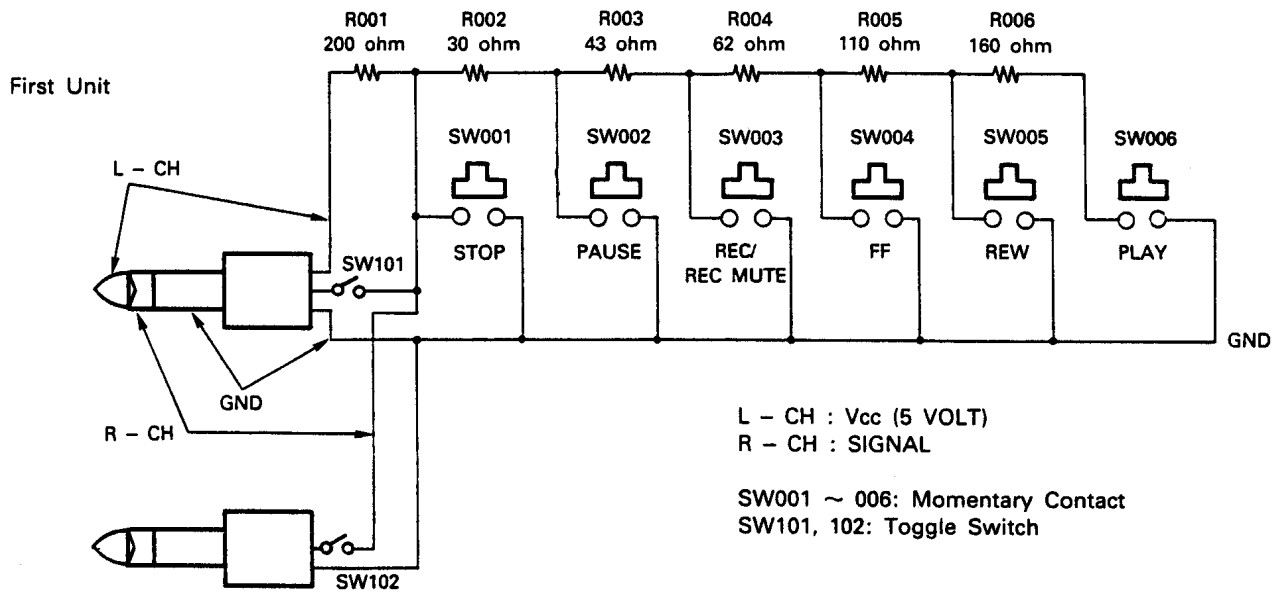 R001
200 ohm
R002
30 ohm
R003
43 ohm
R004
62 ohm
R005
110 ohm
R006
160 ohm
First Unit
SW001
SW002
SW003
SW004
SW005
SW006
L – CH
STOP
PAUSE
REC/
REC MUTE
FF
REW
PLAY
SW101
GND
GND
R – CH
L – CH : Vcc (5 VOLT)
R – CH : SIGNAL
SW001 ~ 006: Momentary Contact
SW101, 102: Toggle Switch
SW102